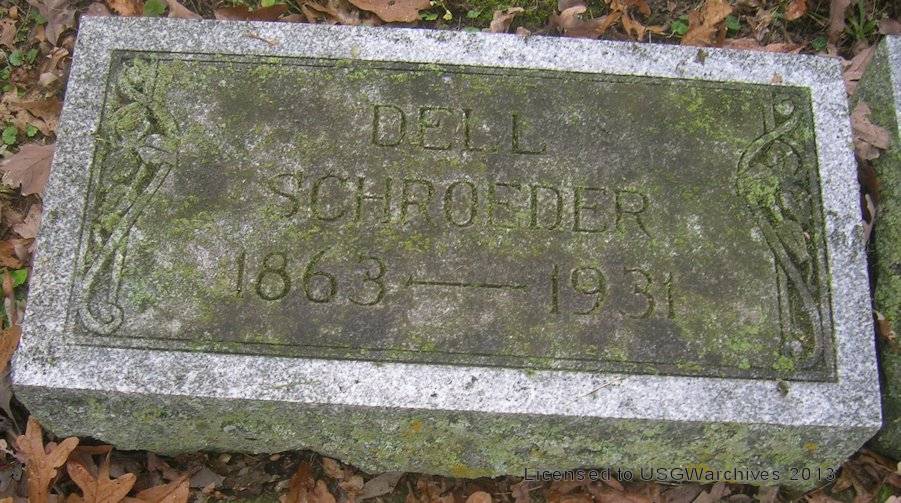 DELL
SCHROEDER
1863 — 1931
Licensed to USGWarchives 2013